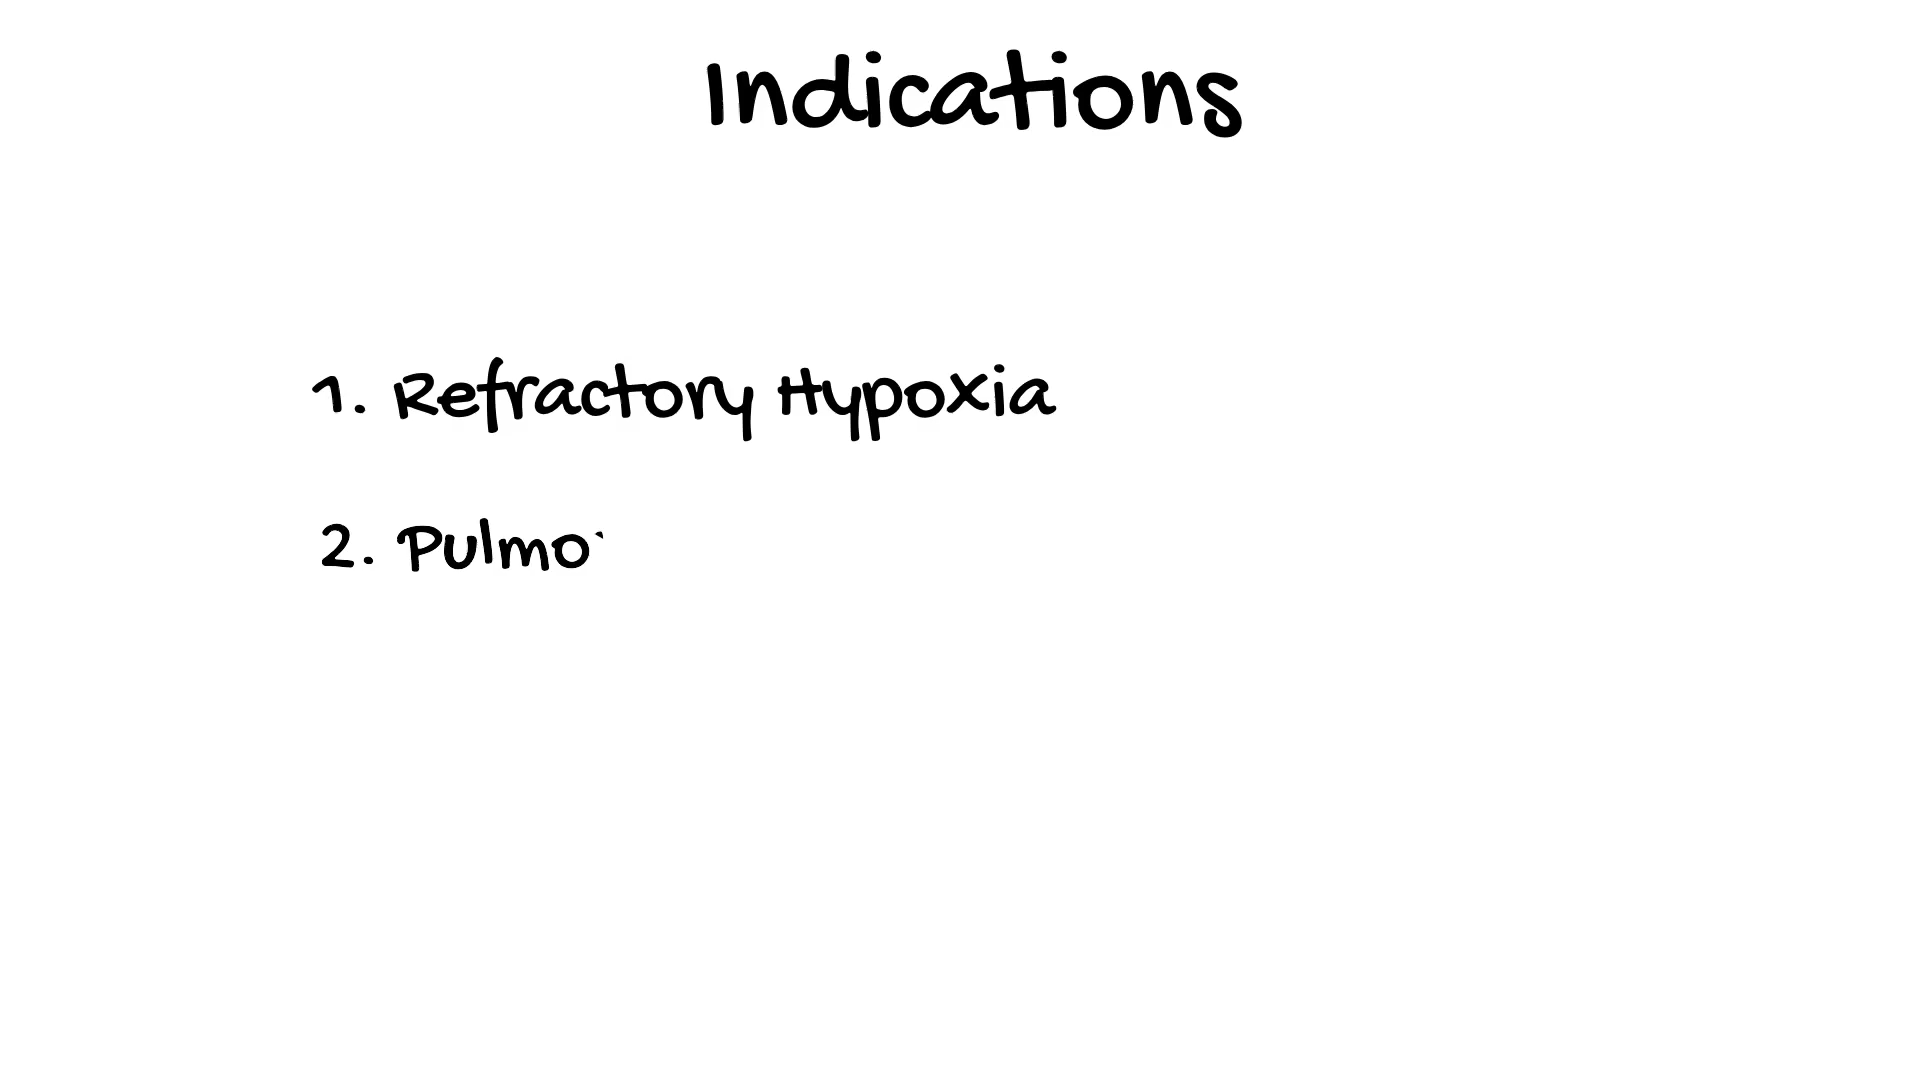 Indications
1. Refractory Hypoxia
2. Pulmo